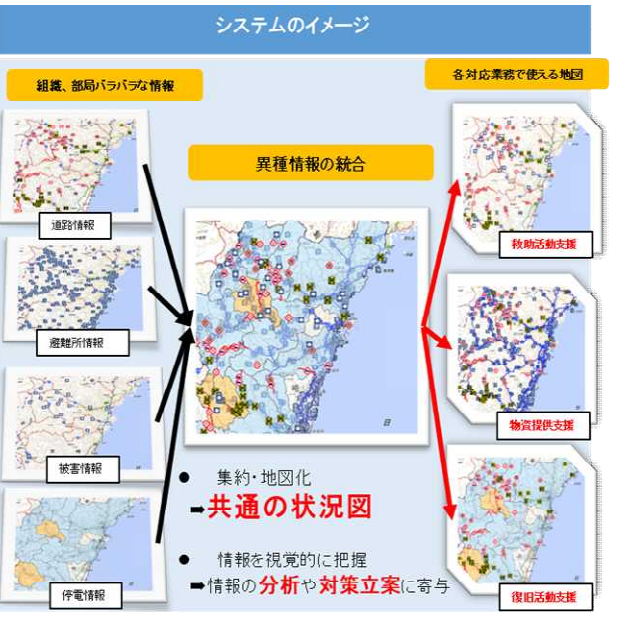 システムのイメージ
組織、部局バラバラな情報
各対応業務で使える地図
異種情報の統合
道路情報
避難所情報
被害情報
停電情報
救助活動支援
物資提供支援
復旧活動支援
● 集約・地図化
➡共通の状況図
● 情報を視覚的に把握
➡情報の分析や対策立案に寄与